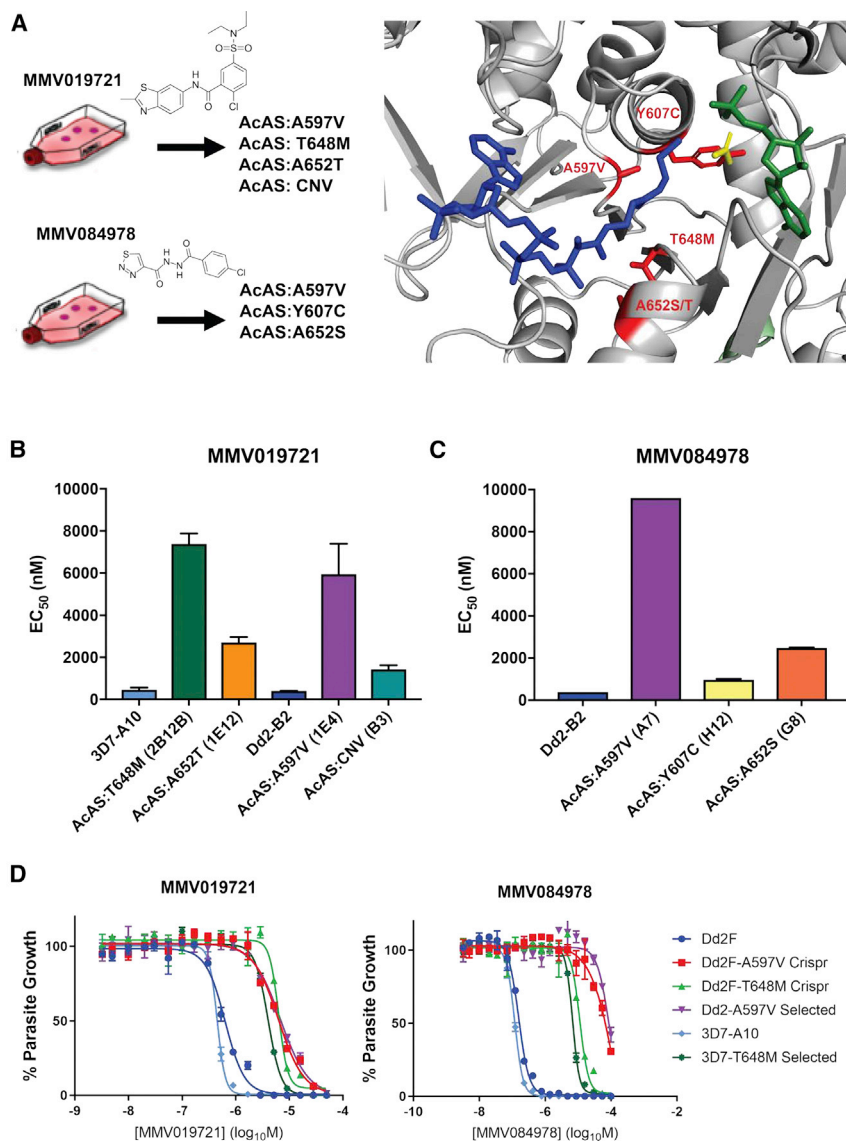 A
MMV019721
N
S
O
O
S
N
H
N
O
Cl
AcAS:A597V
AcAS: T648M
AcAS:A652T
AcAS: CNV
MMV084978
S
N
N
O
H
N
N
H
O
Cl
AcAS:A597V
AcAS:Y607C
AcAS:A652S
Y607C
A597V
T648M
A652S/T
B
MMV019721
EC50 (nM)
10000
8000
6000
4000
2000
0
3D7-A10
AcAS:T648M (2B12B)
AcAS:A652T (1E12)
Dd2-B2
AcAS:A597V (1E4)
AcAS:CNV (B3)
C
MMV084978
EC50 (nM)
10000
8000
6000
4000
2000
0
Dd2-B2
AcAS:A597V (A7)
AcAS:Y607C (H12)
AcAS:A652S (G8)
D
MMV019721
% Parasite Growth
100
50
0
-9 -8 -7 -6 -5 -4
[MMV019721] (log10M)
MMV084978
% Parasite Growth
100
50
0
-10 -8 -6 -4 -2
[MMV084978] (log10M)
Dd2F
Dd2F-A597V Crispr
Dd2F-T648M Crispr
Dd2-A597V Selected
3D7-A10
3D7-T648M Selected